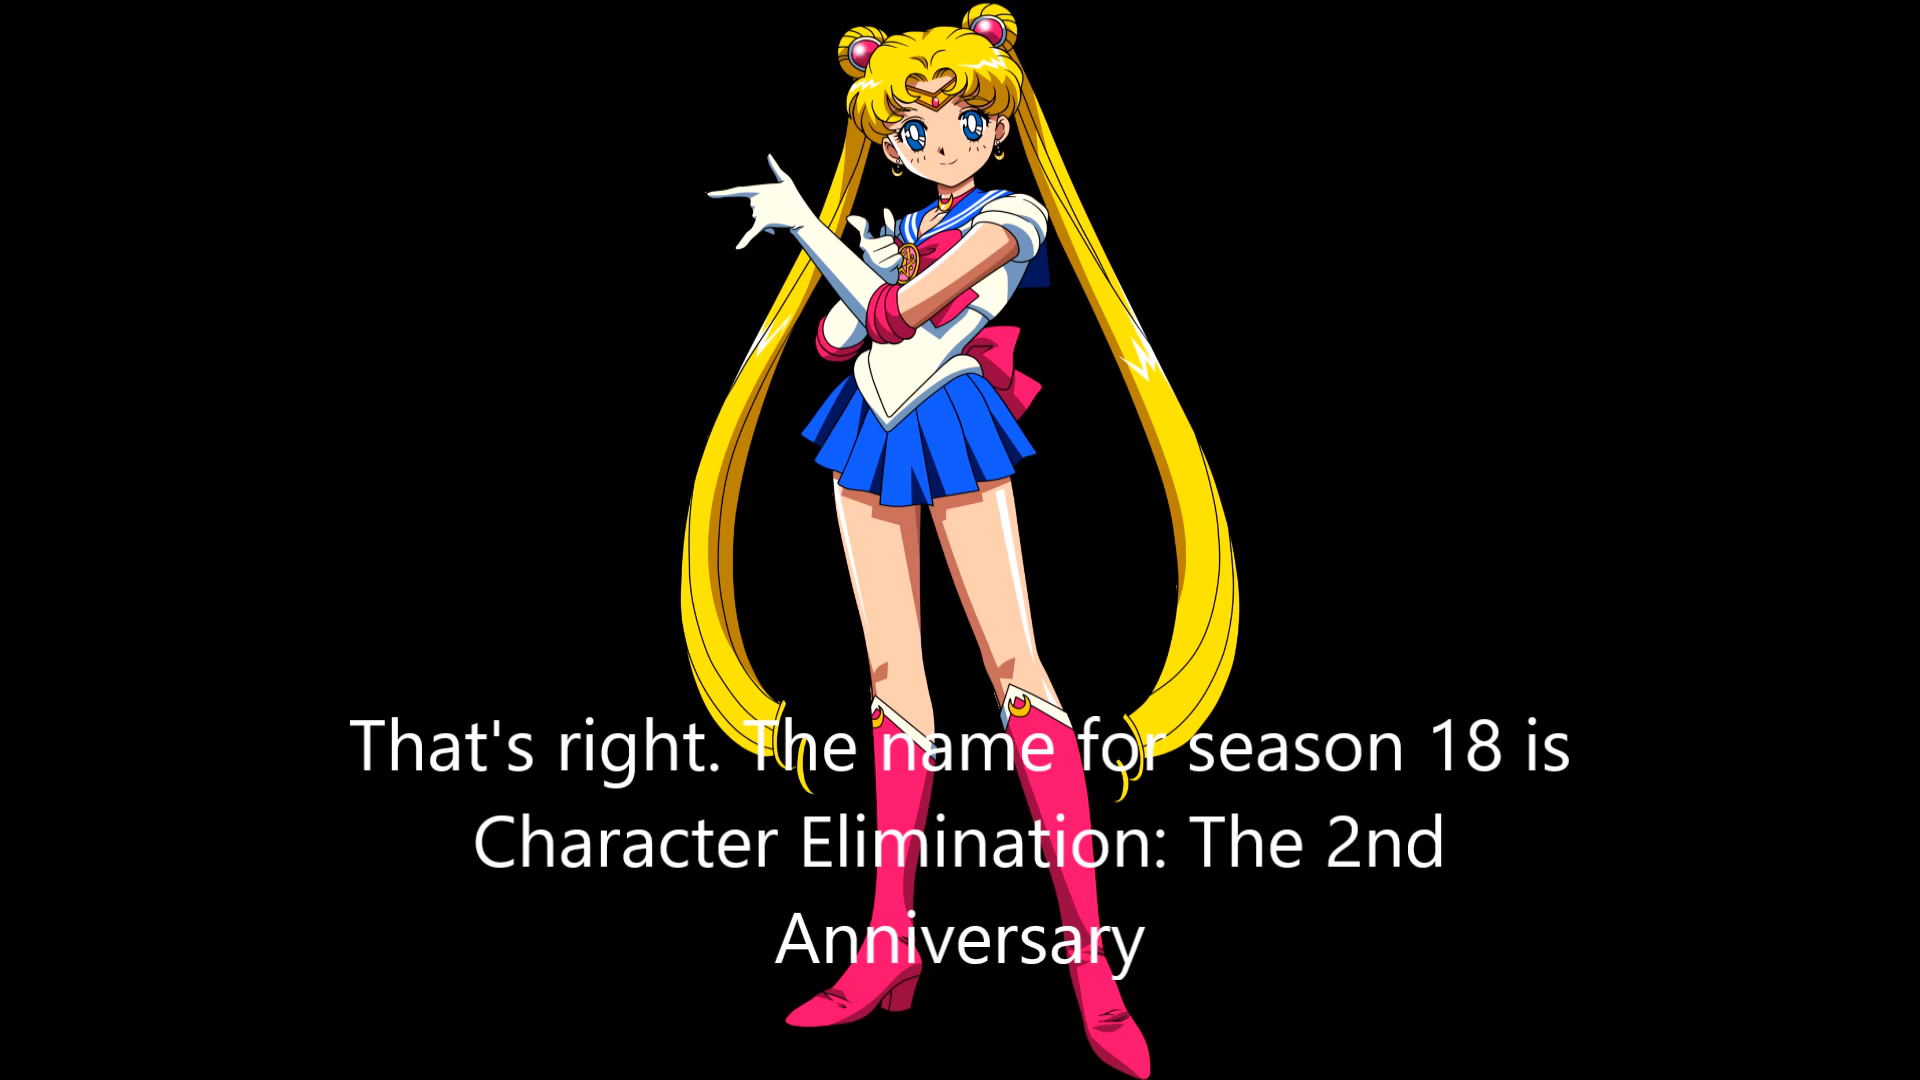 That's right. The name for season 18 is
Character Elimination: The 2nd
Anniversary